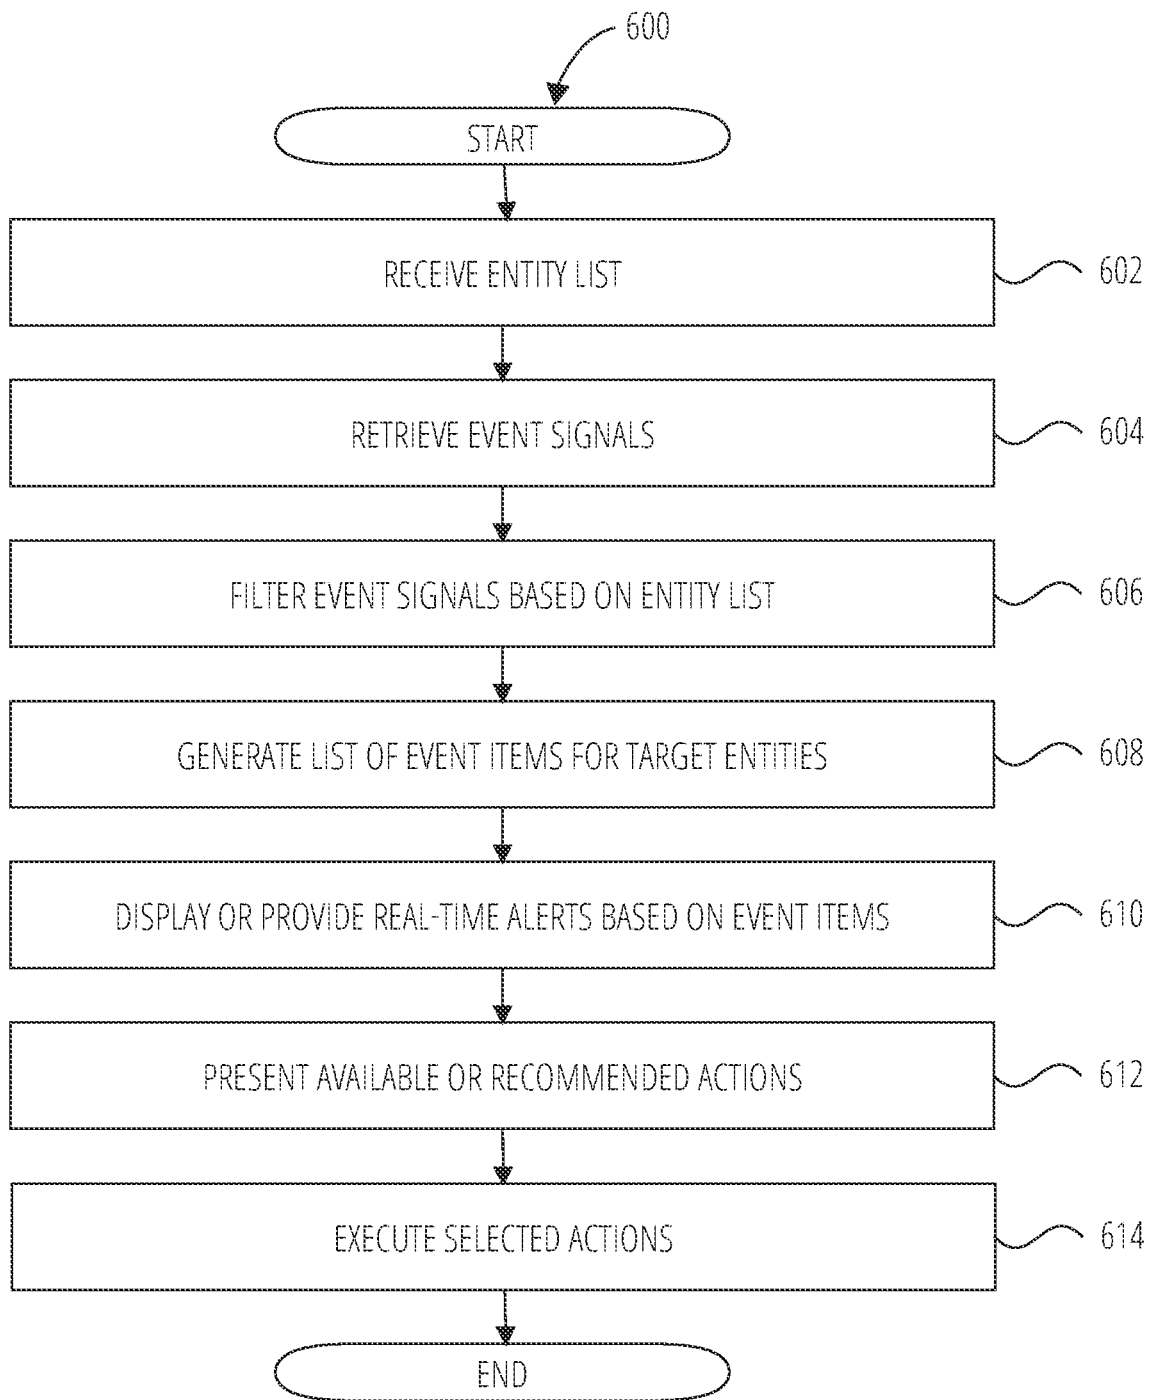 600
START
RECEIVE ENTITY LIST
602
RETRIEVE EVENT SIGNALS
604
FILTER EVENT SIGNALS BASED ON ENTITY LIST
606
GENERATE LIST OF EVENT ITEMS FOR TARGET ENTITIES
608
DISPLAY OR PROVIDE REAL-TIME ALERTS BASED ON EVENT ITEMS
610
PRESENT AVAILABLE OR RECOMMENDED ACTIONS
612
EXECUTE SELECTED ACTIONS
614
END